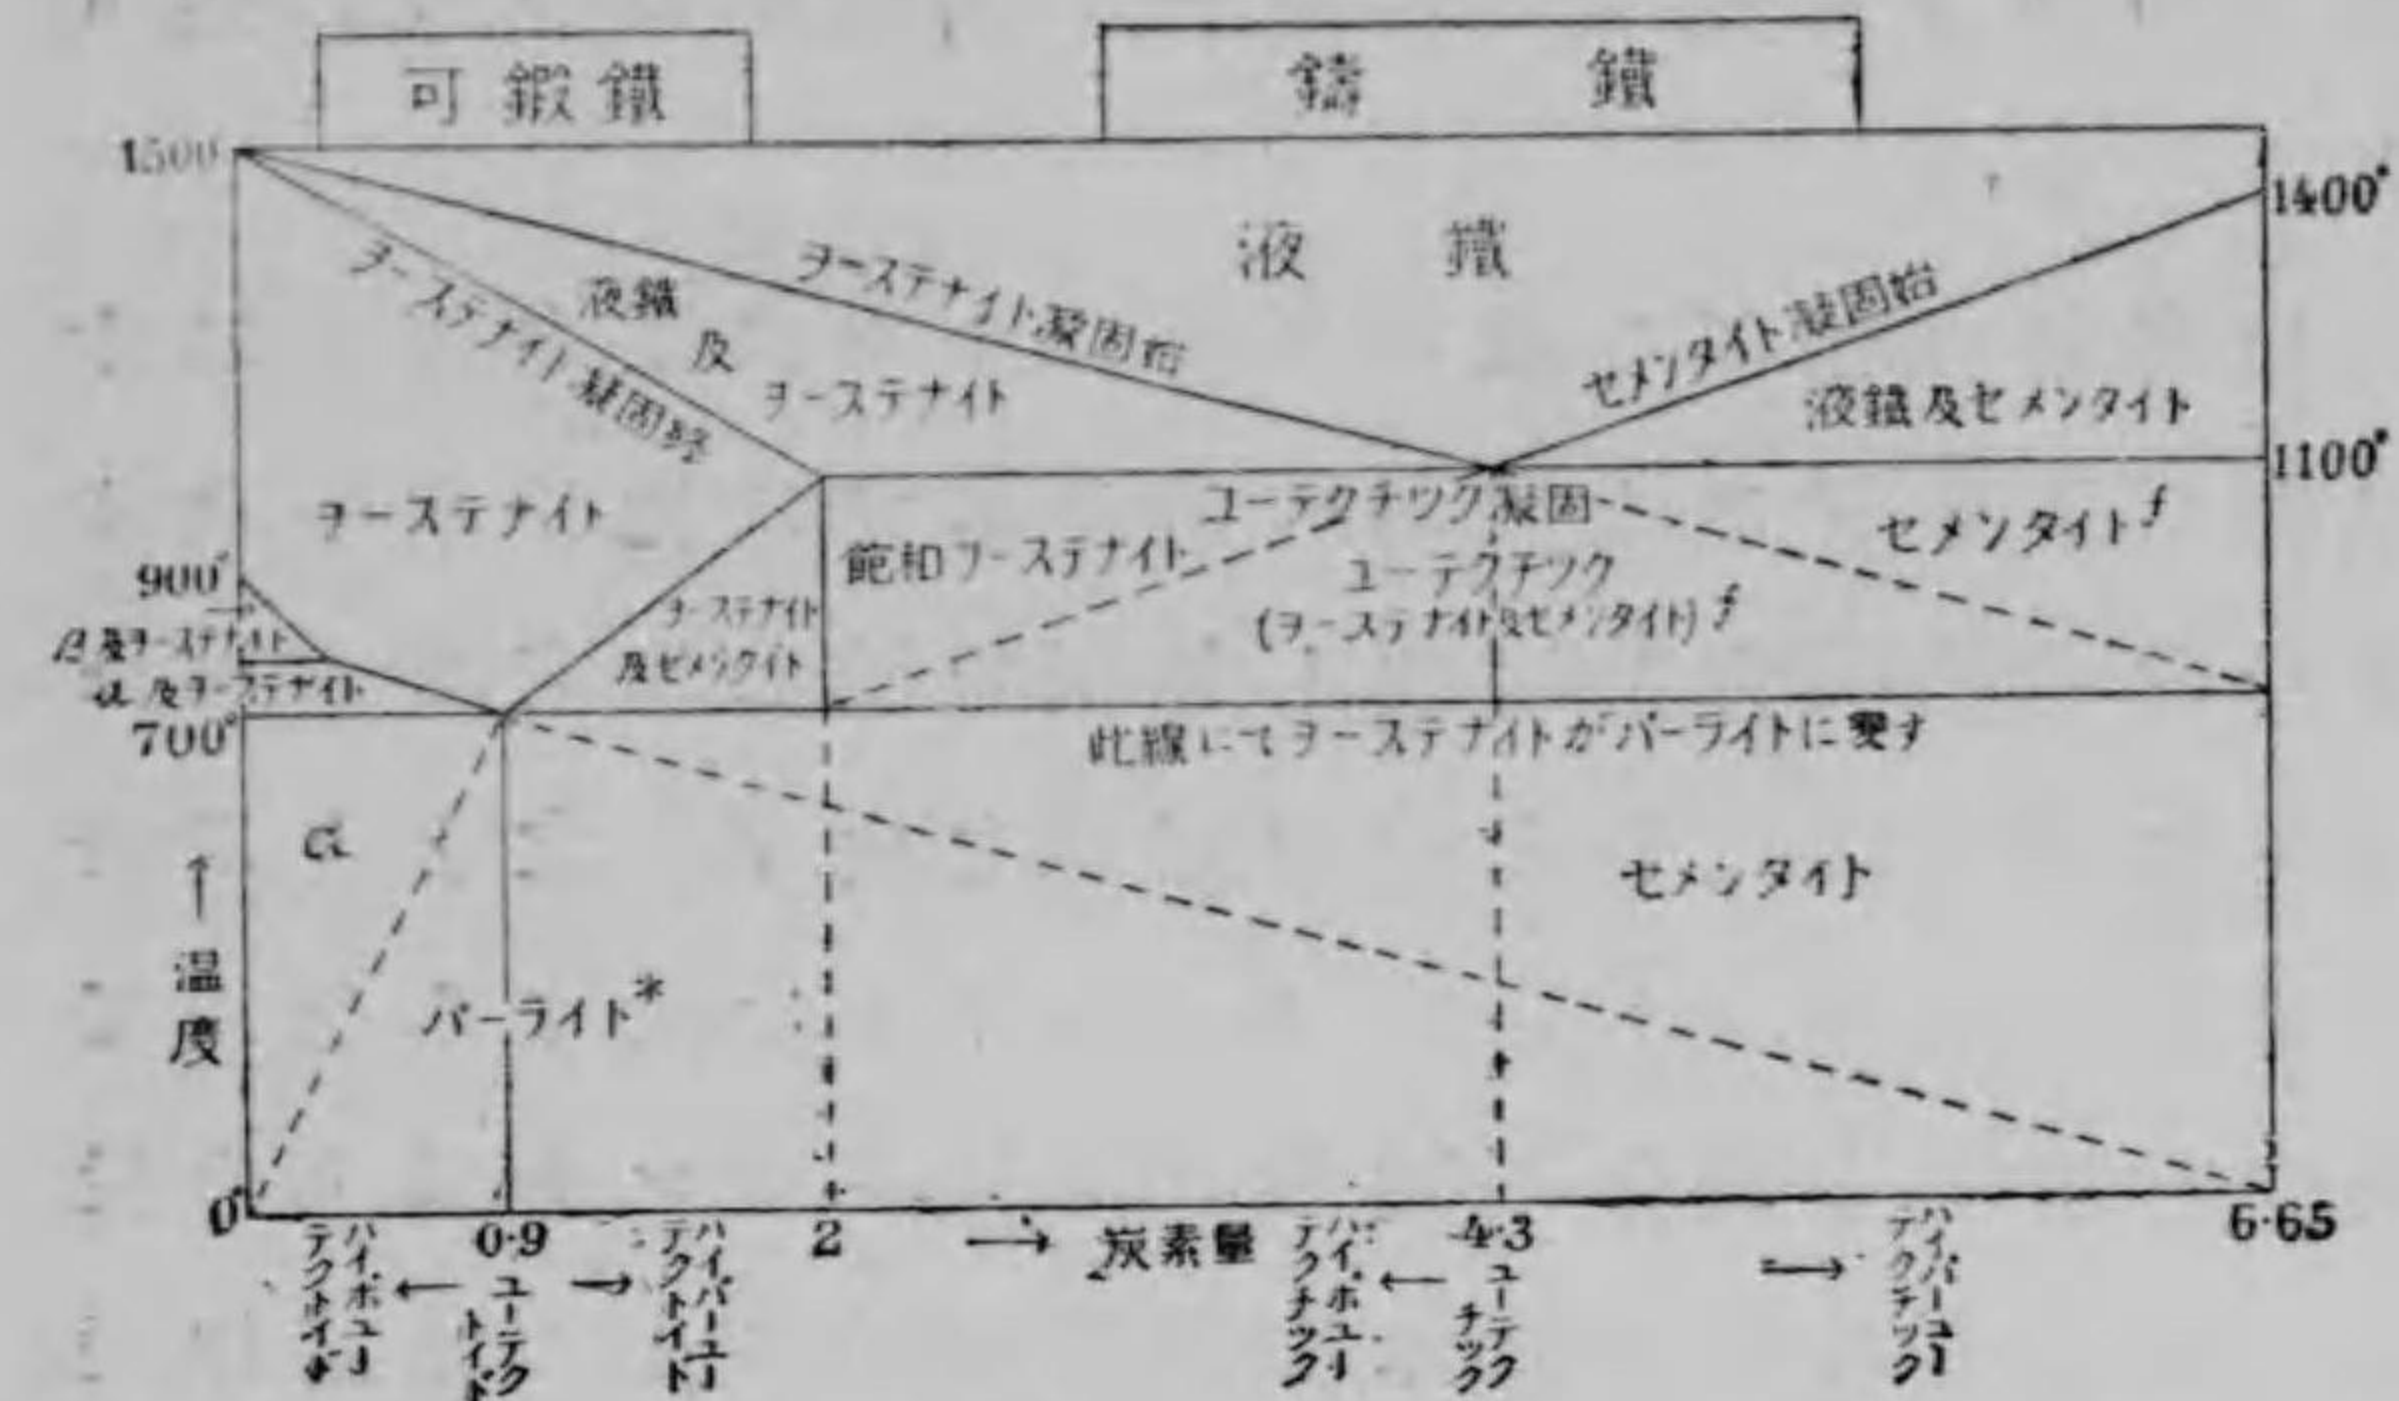 可鍛鐵
鑄鐵
1500
1400°
液鐵
ヲーステナイト凝固始
ヲーステナイト凝固終
液鐵
及
ヲーステナイト
セメンタイト凝固始
液鐵及セメンタイト
1100°
ヲーステナイト
ユーテクチック凝固
セメンタイト f
飽和ヲーステナイト
ユーテクチック
(ヲーステナイト及セメンタイト) f
900°
β及ヲーステナイト
α及ヲーステナイト
700°
ヲーステナイト
及セメンタイト
此線にてヲーステナイトがパーライトに變す
α
セメンタイト
↑
温度
パーライト*
0°
0·9
2
→ 炭素量
4·3
6·65
ハイポユー
テクトイド
←
ユーテク
トイド
→
ハイパーユー
テクトイド
ハイポユー
テクチック
←
ユーテク
チック
→
ハイパーユー
テクチック